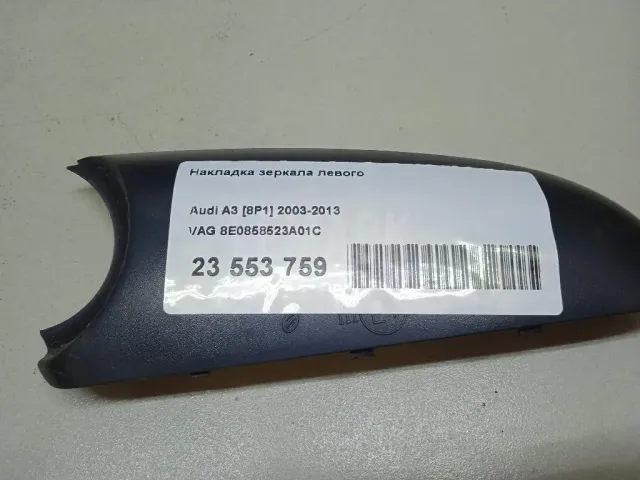 Накладка зеркала левого
Audi A3 [8P1] 2003-2013
VAG 8E0858523A01C
23 553 759